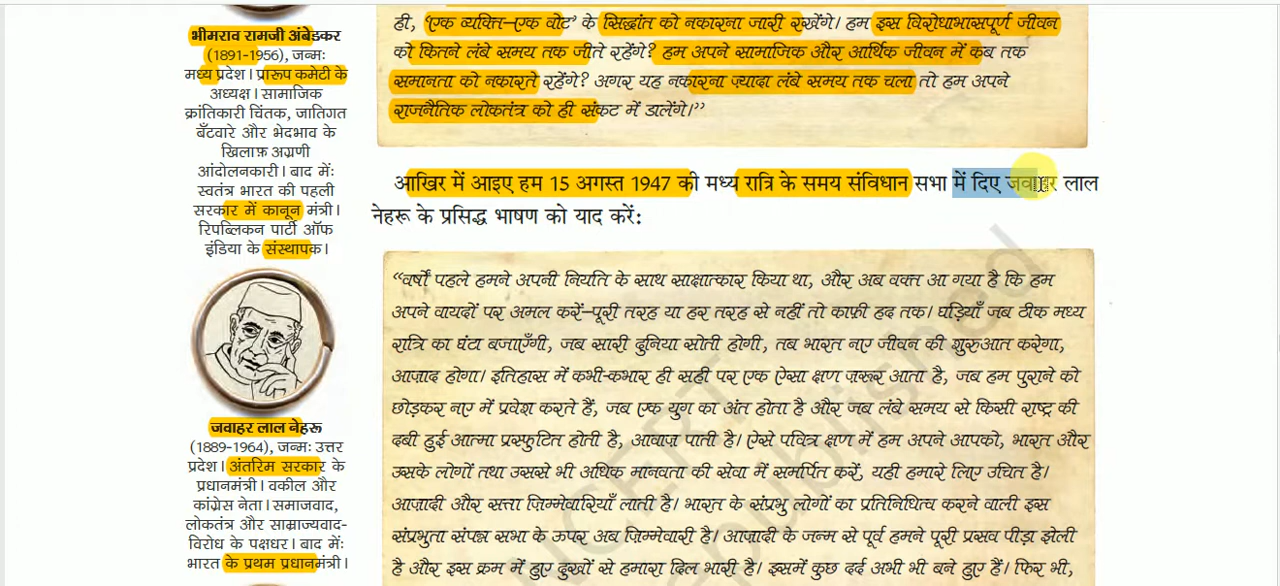 भीमराव रामजी अंबेडकर
(1891-1956), जन्मः
मध्य प्रदेश। प्रारूप कमेटी के
अध्यक्ष। सामाजिक
क्रांतिकारी चिंतक, जातिगत
बँटवारे और भेदभाव के
खिलाफ़ अग्रणी
आंदोलनकारी। बाद मेंः
स्वतंत्र भारत की पहली
सरकार में कानून मंत्री।
रिपब्लिकन पार्टी ऑफ
इंडिया के संस्थापक।
जवाहर लाल नेहरू
(1889-1964), जन्मः उत्तर
प्रदेश। अंतरिम सरकार के
प्रधानमंत्री। वकील और
कांग्रेस नेता। समाजवाद,
लोकतंत्र और साम्राज्यवाद-
विरोध के पक्षधर। बाद मेंः
भारत के प्रथम प्रधानमंत्री।
ही, ‘एक व्यक्ति–एक वोट’ के सिद्धांत को नकारना जारी रखेंगे। हम इस विरोधाभासपूर्ण जीवन
को कितने लंबे समय तक जीते रहेंगे? हम अपने सामाजिक और आर्थिक जीवन में कब तक
समानता को नकारते रहेंगे? अगर यह नकारना ज़्यादा लंबे समय तक चला तो हम अपने
राजनैतिक लोकतंत्र को ही संकट में डालेंगे।”
आखिर में आइए हम 15 अगस्त 1947 की मध्य रात्रि के समय संविधान सभा में दिए जवाहर लाल
नेहरू के प्रसिद्ध भाषण को याद करें:
“वर्षों पहले हमने अपनी नियति के साथ साक्षात्कार किया था, और अब वक्त आ गया है कि हम
अपने वायदों पर अमल करें–पूरी तरह या हर तरह से नहीं तो काफ़ी हद तक। घड़ियाँ जब ठीक मध्य
रात्रि का घंटा बजाएँगी, जब सारी दुनिया सोती होगी, तब भारत नए जीवन की शुरुआत करेगा,
आज़ाद होगा। इतिहास में कभी-कभार ही सही पर एक ऐसा क्षण ज़रूर आता है, जब हम पुराने को
छोड़कर नए में प्रवेश करते हैं, जब एक युग का अंत होता है और जब लंबे समय से किसी राष्ट्र की
दबी हुई आत्मा प्रस्फुटित होती है, आवाज़ पाती है। ऐसे पवित्र क्षण में हम अपने आपको, भारत और
उसके लोगों तथा उससे भी अधिक मानवता की सेवा में समर्पित करें, यही हमारे लिए उचित है।
आज़ादी और सत्ता ज़िम्मेवारियाँ लाती है। भारत के संप्रभु लोगों का प्रतिनिधित्व करने वाली इस
संप्रभुता संपन्न सभा के ऊपर अब ज़िम्मेवारी है। आज़ादी के जन्म से पूर्व हमने पूरी प्रसव पीड़ा झेली
है और इस क्रम में हुए दुखों से हमारा दिल भारी है। इसमें कुछ दर्द अभी भी बने हुए हैं। फिर भी,